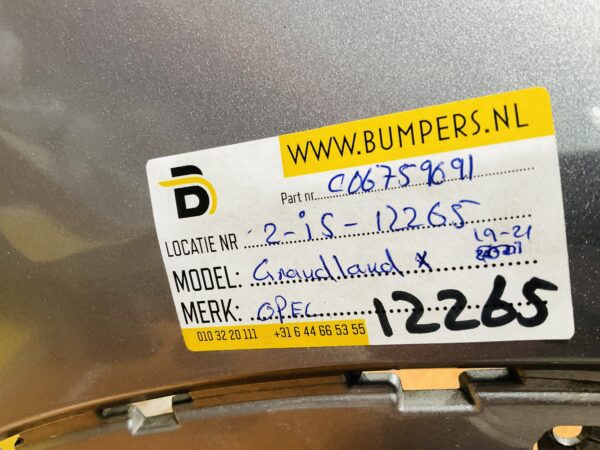 WWW.BUMPERS.NL
Part nr. C06759691
LOCATIE NR 2-is-12265
MODEL: Grandland x 19-21
MERK: OPEL 12265
010 32 20 111 +31 6 44 66 53 55